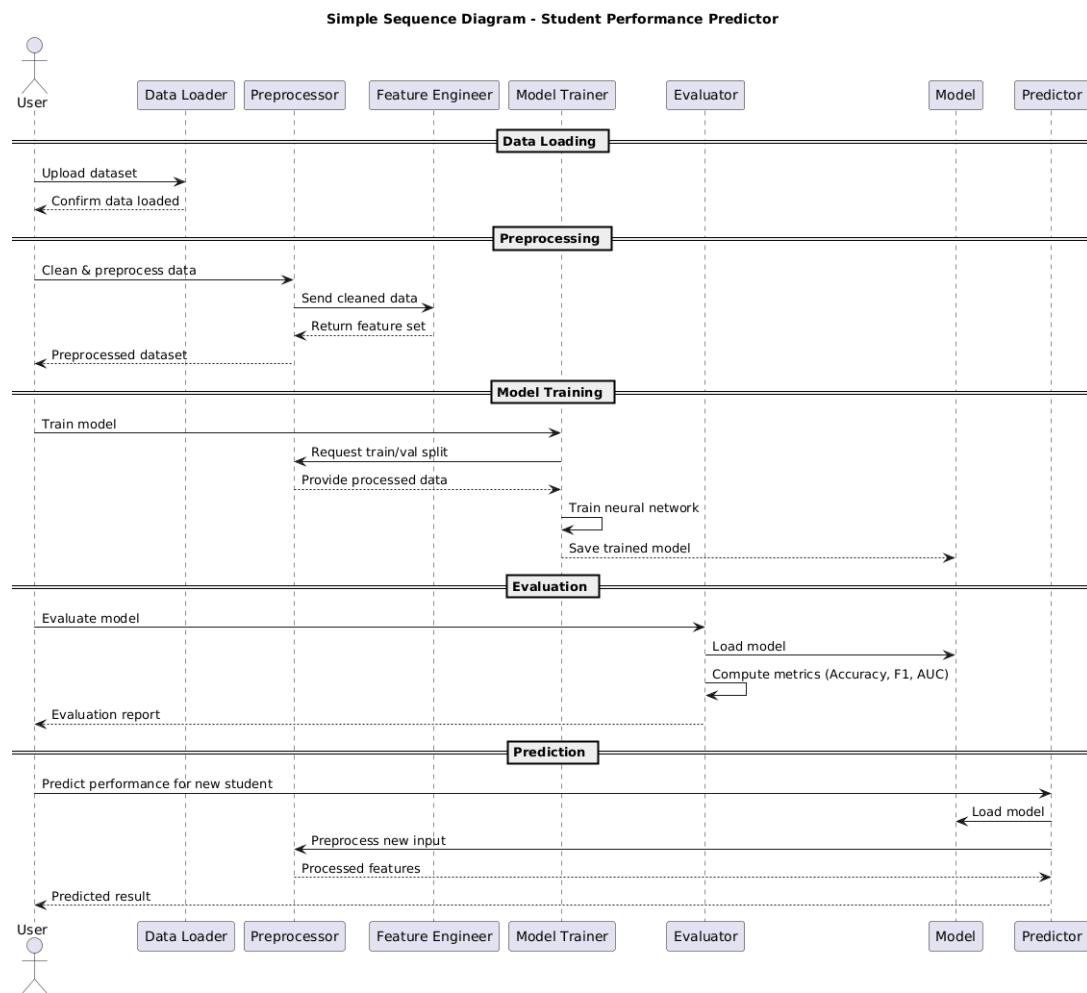 Simple Sequence Diagram - Student Performance Predictor
User
Data Loader
Preprocessor
Feature Engineer
Model Trainer
Evaluator
Model
Predictor
Data Loading
Upload dataset
Confirm data loaded
Preprocessing
Clean & preprocess data
Send cleaned data
Return feature set
Preprocessed dataset
Model Training
Train model
Request train/val split
Provide processed data
Train neural network
Save trained model
Evaluation
Evaluate model
Load model
Compute metrics (Accuracy, F1, AUC)
Evaluation report
Prediction
Predict performance for new student
Load model
Preprocess new input
Processed features
Predicted result
User
Data Loader
Preprocessor
Feature Engineer
Model Trainer
Evaluator
Model
Predictor